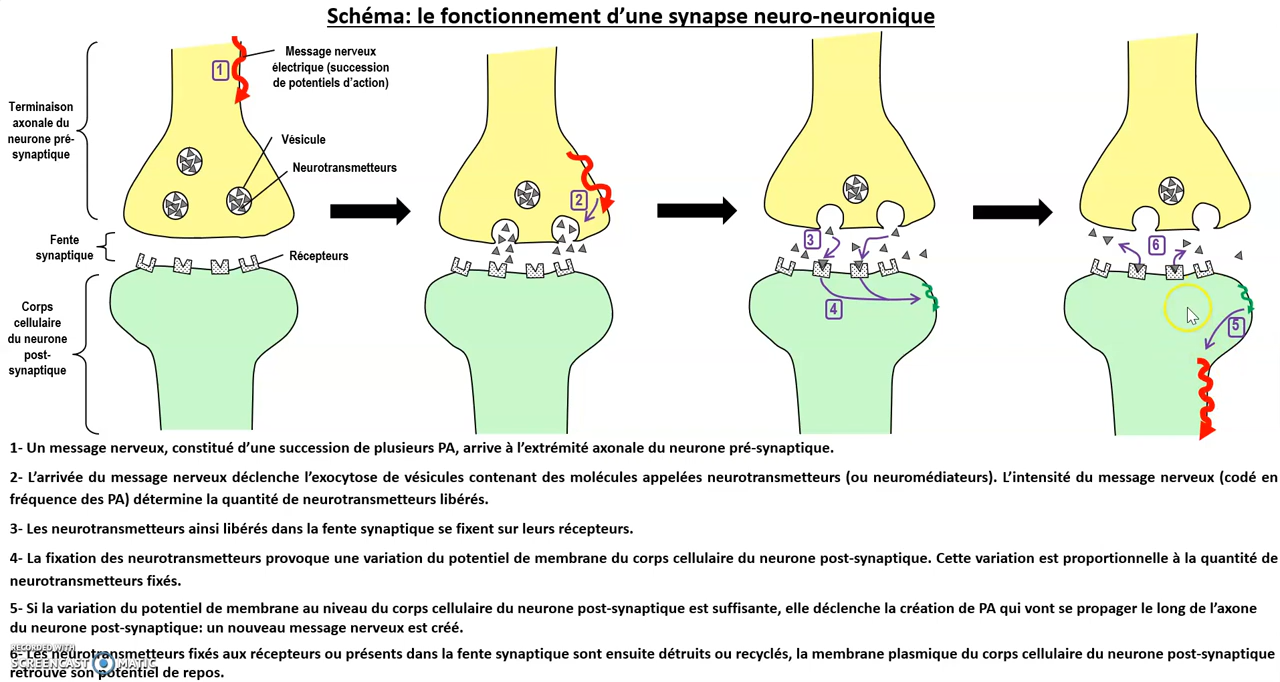 Schéma: le fonctionnement d’une synapse neuro-neuronique
1
Message nerveux
électrique (succession
de potentiels d’action)
Terminaison
axonale du
neurone pré-
synaptique
Vésicule
Neurotransmetteurs
2
3
6
Fente
synaptique
Récepteurs
Corps
cellulaire
du neurone
post-
synaptique
4
5
1- Un message nerveux, constitué d’une succession de plusieurs PA, arrive à l’extrémité axonale du neurone pré-synaptique.
2- L’arrivée du message nerveux déclenche l’exocytose de vésicules contenant des molécules appelées neurotransmetteurs (ou neuromédiateurs). L’intensité du message nerveux (codé en
fréquence des PA) détermine la quantité de neurotransmetteurs libérés.
3- Les neurotransmetteurs ainsi libérés dans la fente synaptique se fixent sur leurs récepteurs.
4- La fixation des neurotransmetteurs provoque une variation du potentiel de membrane du corps cellulaire du neurone post-synaptique. Cette variation est proportionnelle à la quantité de
neurotransmetteurs fixés.
5- Si la variation du potentiel de membrane au niveau du corps cellulaire du neurone post-synaptique est suffisante, elle déclenche la création de PA qui vont se propager le long de l’axone
du neurone post-synaptique: un nouveau message nerveux est créé.
6- Les neurotransmetteurs fixés aux récepteurs ou présents dans la fente synaptique sont ensuite détruits ou recyclés, la membrane plasmique du corps cellulaire du neurone post-synaptique
retrouve son potentiel de repos.
RECORDED WITH
SCREENCAST MATIC